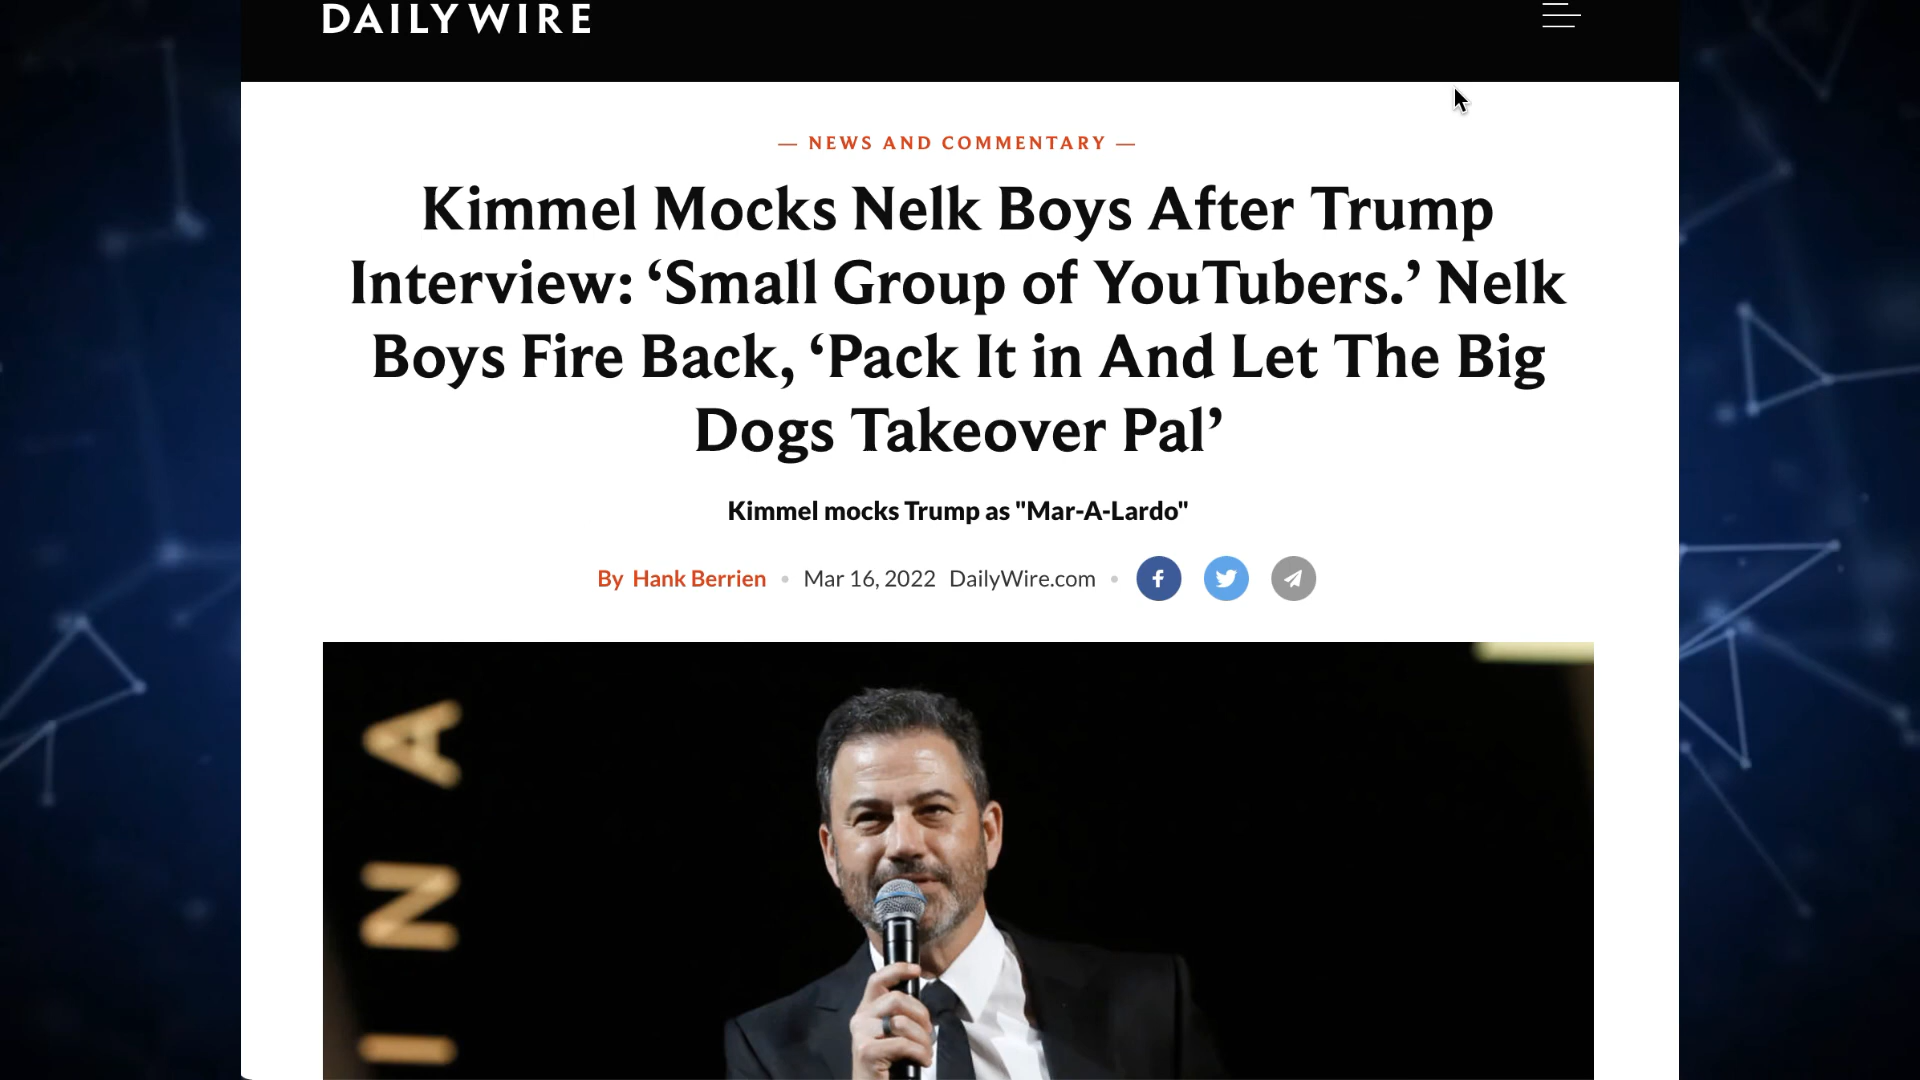 DAILYWIRE
— NEWS AND COMMENTARY —
Kimmel Mocks Nelk Boys After Trump
Interview: ‘Small Group of YouTubers.’ Nelk
Boys Fire Back, ‘Pack It in And Let The Big
Dogs Takeover Pal’
Kimmel mocks Trump as "Mar-A-Lardo"
By Hank Berrien • Mar 16, 2022 DailyWire.com •
I N A